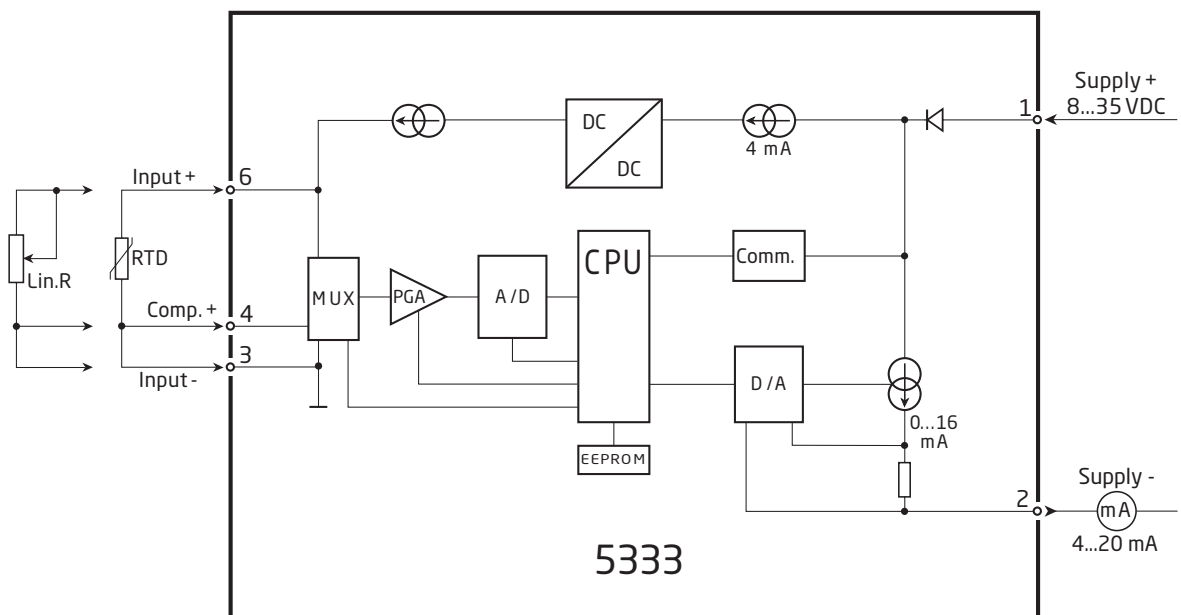 Supply +
8...35 VDC
1
DC
DC
4 mA
Input +
6
RTD
Lin.R
CPU
Comm.
MUX
PGA
A/D
Comp. +
4
3
Input -
D/A
0...16
mA
EEPROM
Supply -
2
mA
4...20 mA
5333